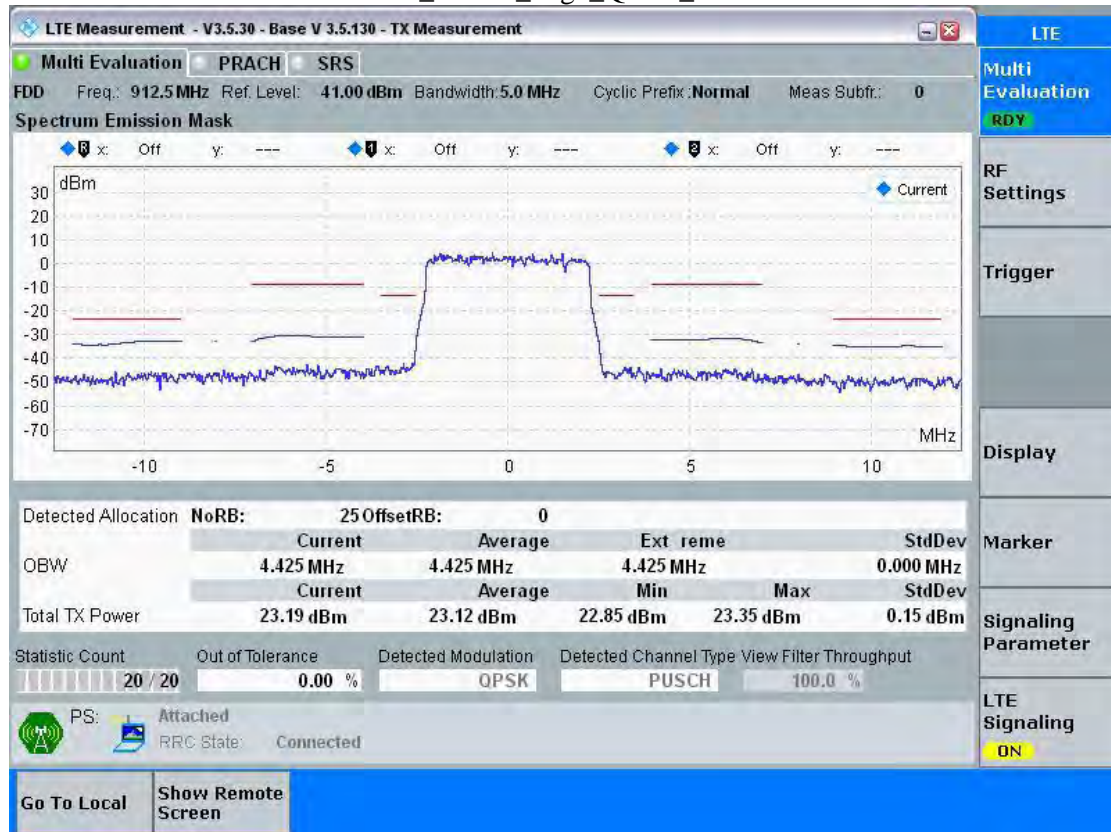 LTE Measurement - V3.5.30 - Base V 3.5.130 - TX Measurement
LTE
Multi Evaluation PRACH SRS
FDD Freq.: 912.5 MHz Ref. Level: 41.00 dBm Bandwidth: 5.0 MHz Cyclic Prefix : Normal Meas Subfr.: 0
Spectrum Emission Mask
R x: Off y: --- 1 x: Off y: --- 2 x: Off y: ---
dBm
Current
30
20
10
0
-10
-20
-30
-40
-50
-60
-70
MHz
-10 -5 0 5 10
Detected Allocation NoRB: 25 OffsetRB: 0
Current Average Ext reme StdDev
OBW 4.425 MHz 4.425 MHz 4.425 MHz 0.000 MHz
Current Average Min Max StdDev
Total TX Power 23.19 dBm 23.12 dBm 22.85 dBm 23.35 dBm 0.15 dBm
Statistic Count Out of Tolerance Detected Modulation Detected Channel Type View Filter Throughput
20 / 20 0.00 % QPSK PUSCH 100.0 %
PS: Attached
RRC State: Connected
Multi
Evaluation
RDY
RF
Settings
Trigger
Display
Marker
Signaling
Parameter
LTE
Signaling
ON
Go To Local
Show Remote
Screen